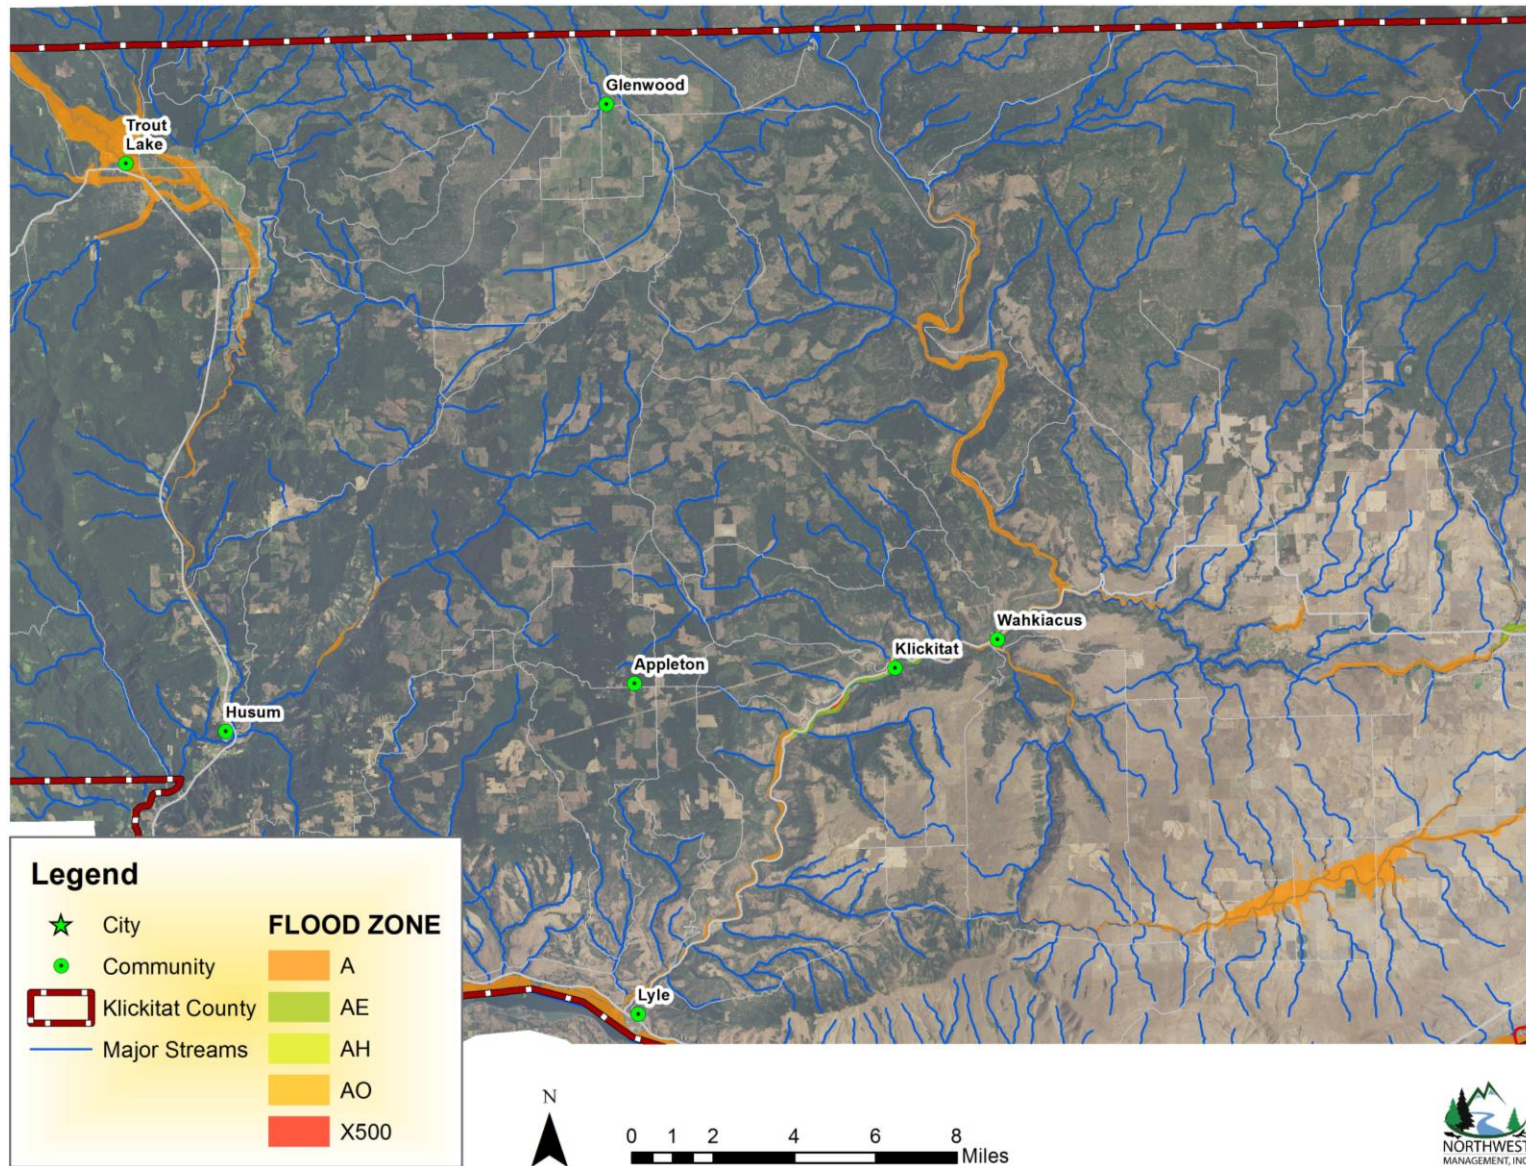 Glenwood
Trout
Lake
Wahkiacus
Klickitat
Appleton
Husum
Lyle
Legend
City
Community
Klickitat County
Major Streams
FLOOD ZONE
A
AE
AH
AO
X500
N
0 1 2 4 6 8
Miles
NORTHWEST
MANAGEMENT, INC.